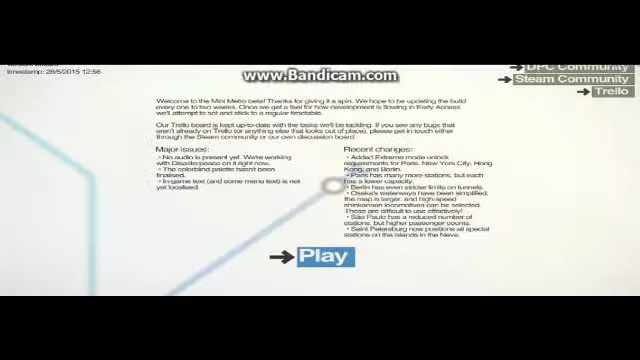 timestamp: 28/5/2015 12:56
www.Bandicam.com
DPC Community
Steam Community
Trello
Welcome to the Mini Metro beta! Thanks for giving it a spin. We hope to be updating the build
every one to two weeks. Once we get a feel for how development is flowing in Early Access
we'll attempt to set and stick to a regular timetable.
Our Trello board is kept up-to-date with the tasks we'll be tackling. If you see any bugs that
aren't already on Trello (or anything else that looks out of place), please get in touch either
through the Steam community or our own discussion board.
Major issues:
- No audio is present yet. We're working
with Disasterpeace on it right now.
- The colorblind palette hasn't been
finalised.
- In-game text (and some menu text) is not
yet localised.
Recent changes:
- Added Extreme mode unlock
requirements for Paris, New York City, Hong
Kong, and Berlin.
- Paris has many more stations, but each
has a lower capacity.
- Berlin has even stricter limits on tunnels.
- Osaka's waterways have been simplified,
the map is larger, and high-speed
shinkansen locomotives can be selected.
These are difficult to use effectively!
- São Paulo has a reduced number of
stations, but higher passenger counts.
- Saint Petersburg now positions all special
stations on the islands in the Neva.
Play